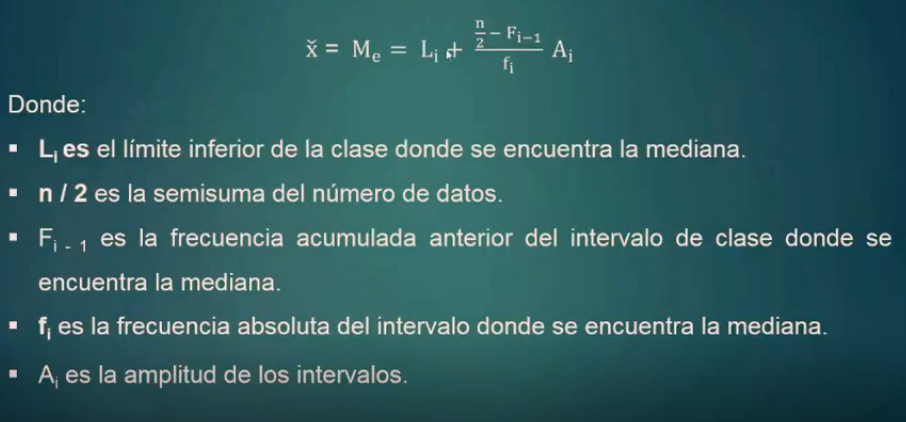 x̌ = Mₑ = Lᵢ + (n/2 − Fᵢ₋₁)/fᵢ Aᵢ
Donde:
▪ Lᵢ es el límite inferior de la clase donde se encuentra la mediana.
▪ n / 2 es la semisuma del número de datos.
▪ Fᵢ ₋ ₁ es la frecuencia acumulada anterior del intervalo de clase donde se
encuentra la mediana.
▪ fᵢ es la frecuencia absoluta del intervalo donde se encuentra la mediana.
▪ Aᵢ es la amplitud de los intervalos.